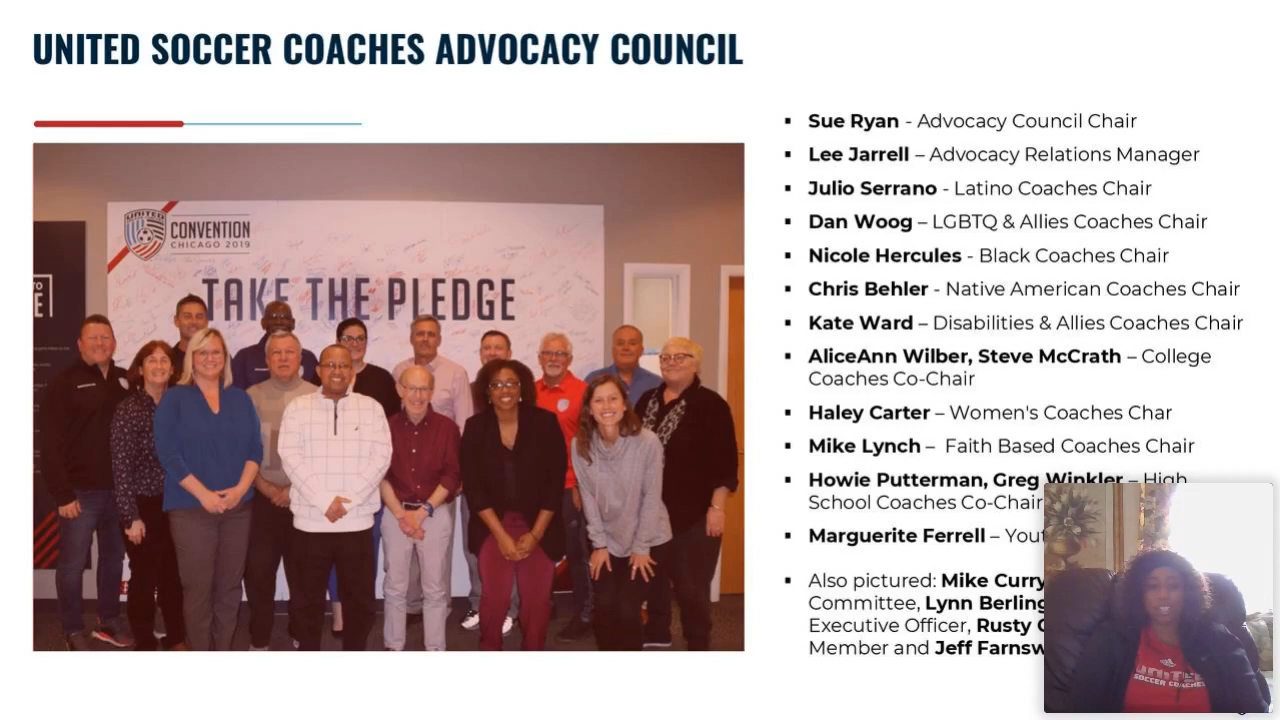 UNITED SOCCER COACHES ADVOCACY COUNCIL
▪ Sue Ryan - Advocacy Council Chair
▪ Lee Jarrell – Advocacy Relations Manager
▪ Julio Serrano - Latino Coaches Chair
▪ Dan Woog – LGBTQ & Allies Coaches Chair
▪ Nicole Hercules - Black Coaches Chair
▪ Chris Behler - Native American Coaches Chair
▪ Kate Ward – Disabilities & Allies Coaches Chair
▪ AliceAnn Wilber, Steve McCrath – College
Coaches Co-Chair
▪ Haley Carter – Women's Coaches Char
▪ Mike Lynch – Faith Based Coaches Chair
▪ Howie Putterman, Greg Winkler – High
School Coaches Co-Chair
▪ Marguerite Ferrell –
▪ Also pictured: Mike Curry
Committee, Lynn
Executive Officer, Rusty
Member and Jeff
UNITED
CONVENTION
CHICAGO 2019
TAKE THE PLEDGE
UNITED
SOCCER COACHES